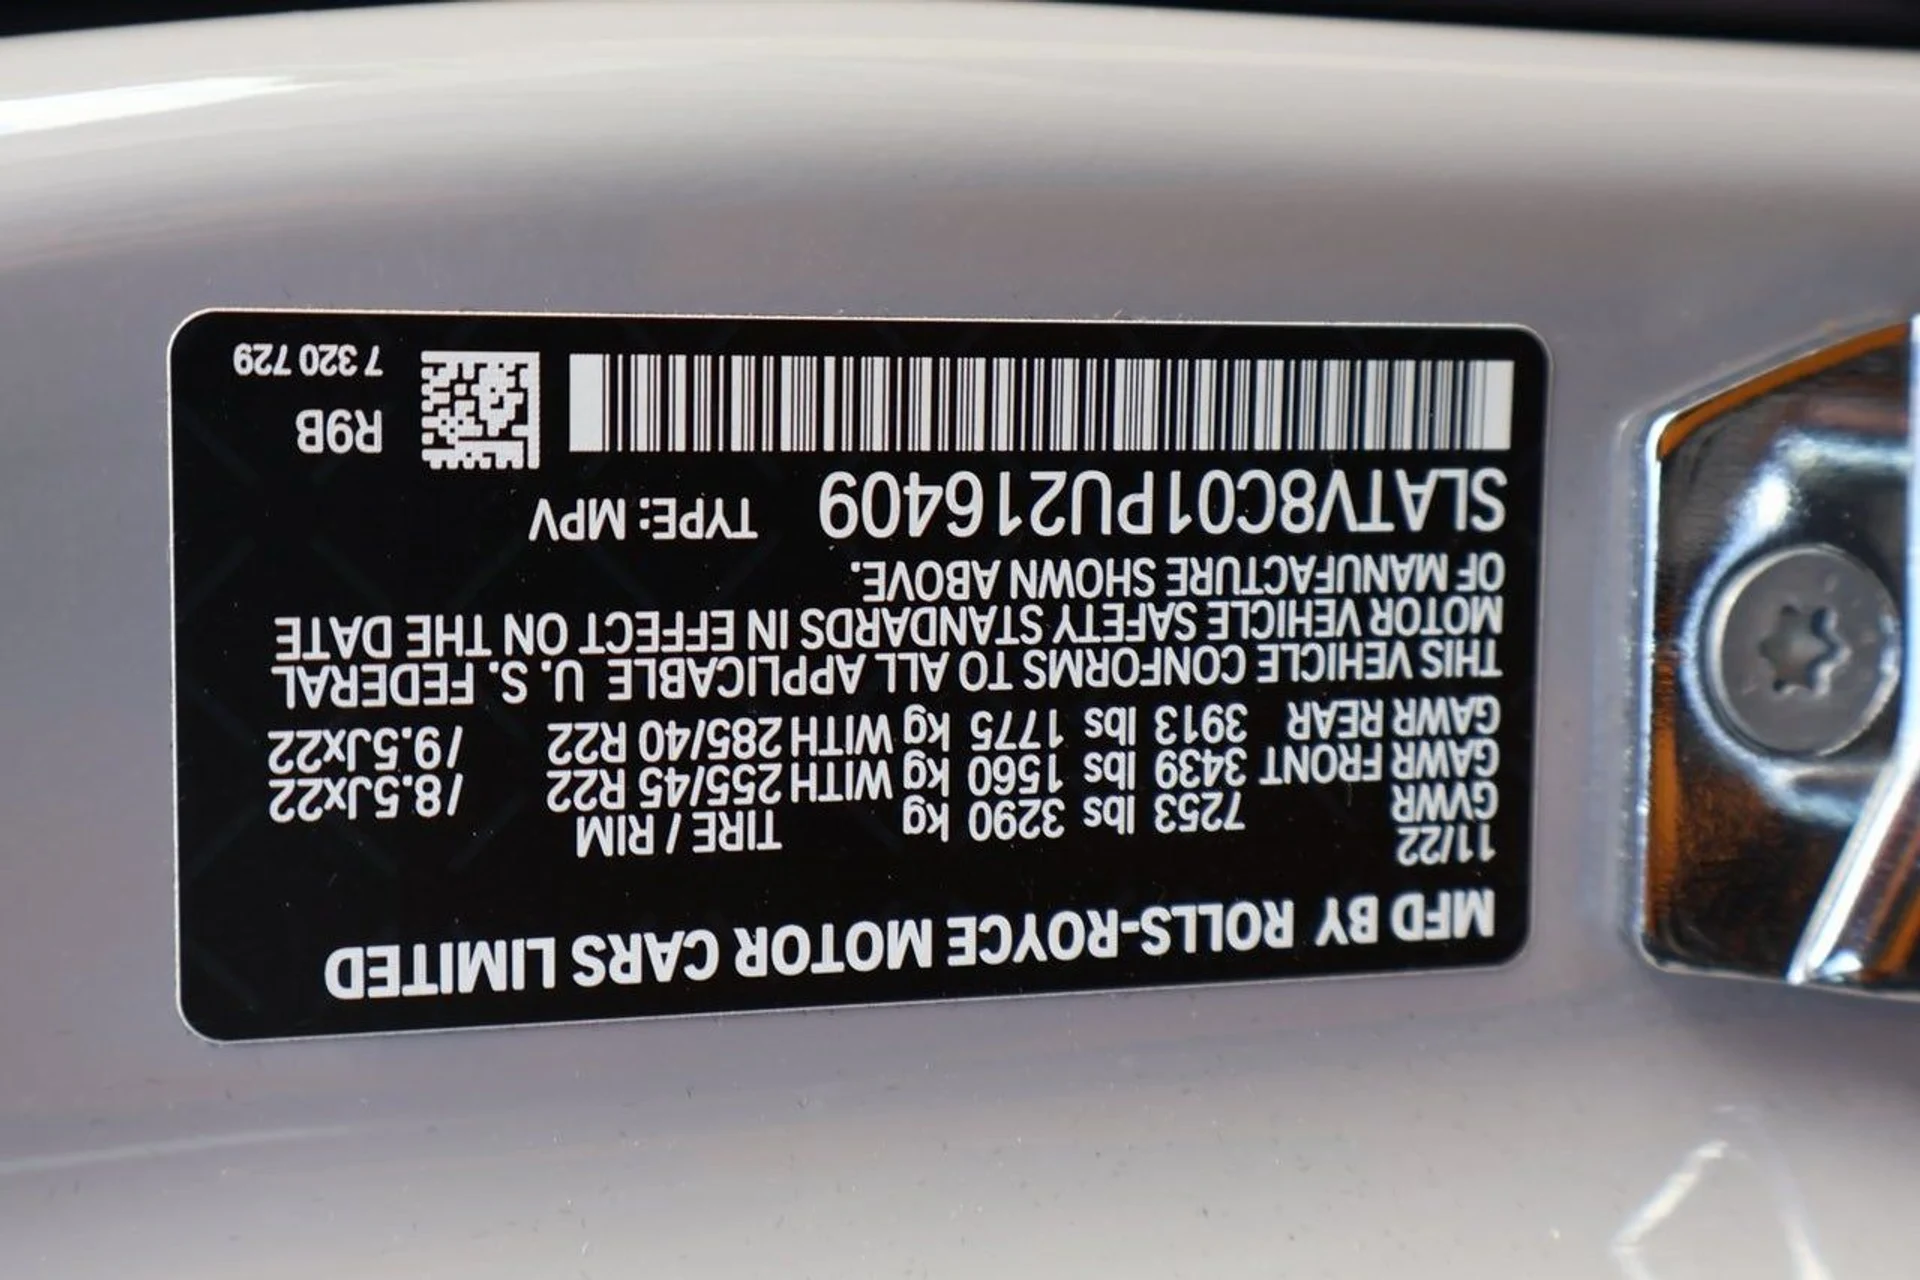 MFD BY ROLLS-ROYCE MOTOR CARS LIMITED
11/22 TIRE / RIM
GVWR 7253 lbs 3290 kg
GAWR FRONT 3439 lbs 1560 kg WITH 255/45 R22 /8.5Jx22
GAWR REAR 3913 lbs 1775 kg WITH 285/40 R22 /9.5Jx22
THIS VEHICLE CONFORMS TO ALL APPLICABLE U. S. FEDERAL
MOTOR VEHICLE SAFETY STANDARDS IN EFFECT ON THE DATE
OF MANUFACTURE SHOWN ABOVE.
SLATV8C01PU216409 TYPE: MPV
R9B
7 320 729